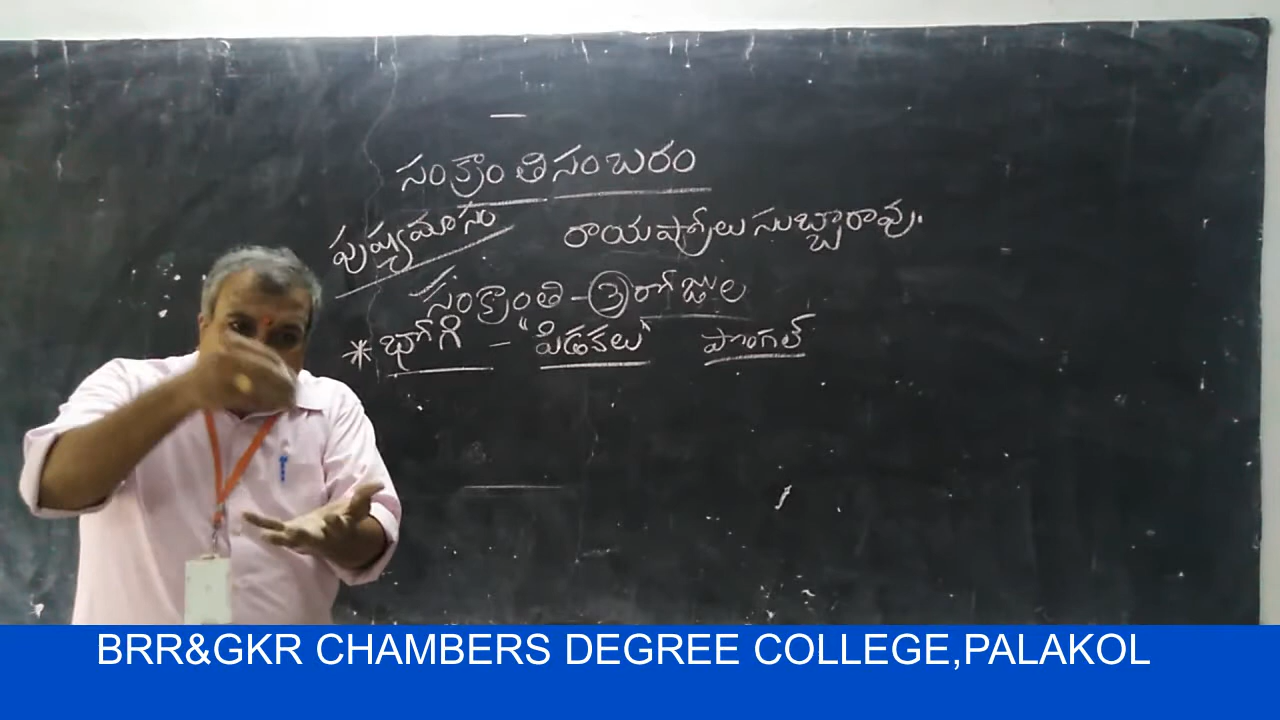 సంక్రాంతి సంబరం
పుష్యమాసం రాయప్రోలు సుబ్బారావు.
సంక్రాంతి - ③ రోజుల
* భోగి - "పిడకలు" పొంగల్
BRR&GKR CHAMBERS DEGREE COLLEGE,PALAKOL